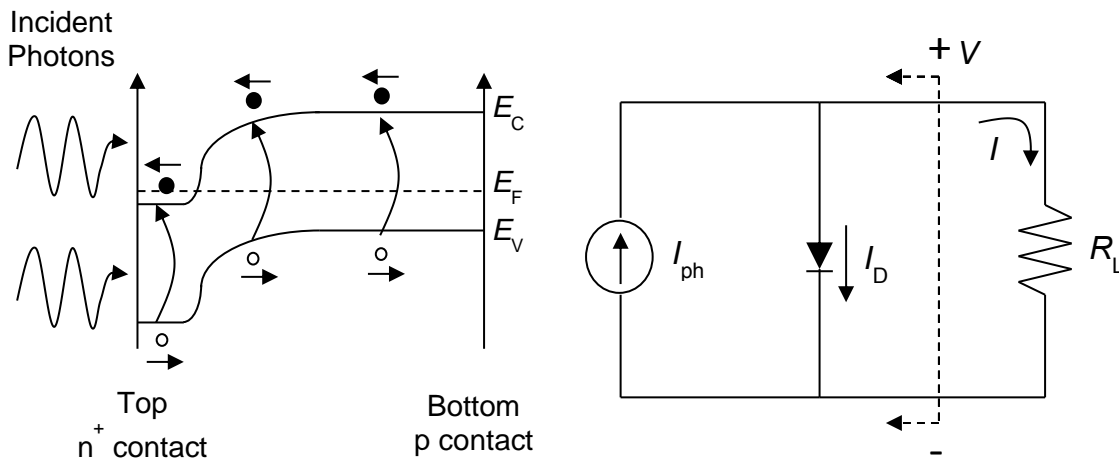 Incident
Photons
E_C
E_F
E_V
Top
n⁺ contact
Bottom
p contact
+ V
I
I_ph
I_D
R_L
-